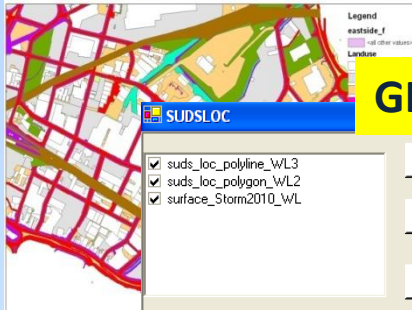 Legend
eastside_f
<all other values>
Landuse
SUDSLOC
suds_loc_polyline_WL3
suds_loc_polygon_WL2
surface_Storm2010_WL